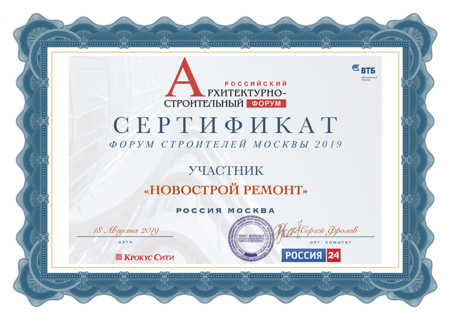 РОССИЙСКИЙ
АРХИТЕКТУРНО-
СТРОИТЕЛЬНЫЙ ФОРУМ
ВТБ
СЕРТИФИКАТ
ФОРУМ СТРОИТЕЛЕЙ МОСКВЫ 2019
УЧАСТНИК
«НОВОСТРОЙ РЕМОНТ»
РОССИЯ МОСКВА
18 Августа 2019
Сергей Фролов
ДАТА
ОРГ. КОМИТЕТ
КРОКУС СИТИ
РОССИЯ 24